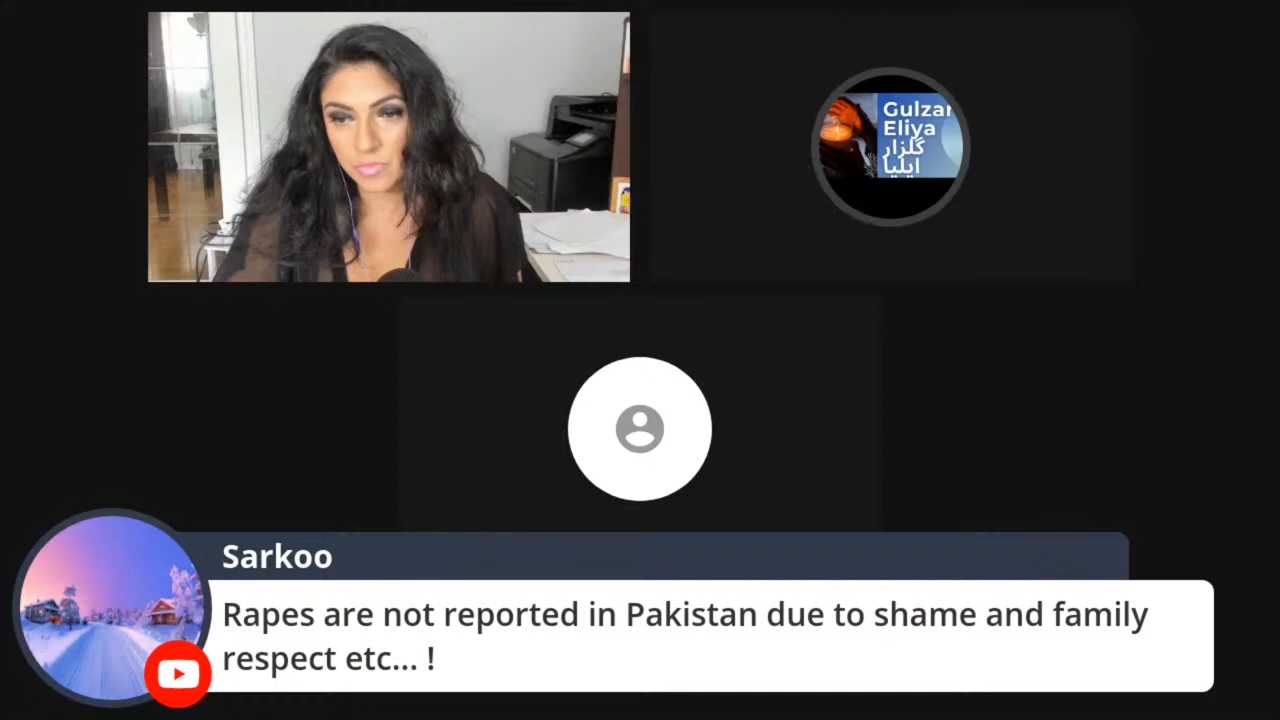 Gulzar
Eliya
گلزار
ایلیا
Sarkoo
Rapes are not reported in Pakistan due to shame and family
respect etc... !